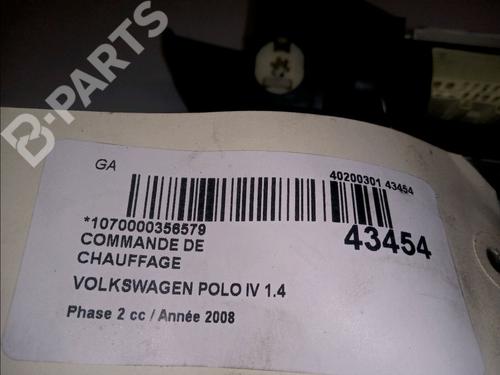 B-PARTS
GA
40200301 43454
*1070000356579
43454
COMMANDE DE
CHAUFFAGE
VOLKSWAGEN POLO IV 1.4
Phase 2 cc / Année 2008